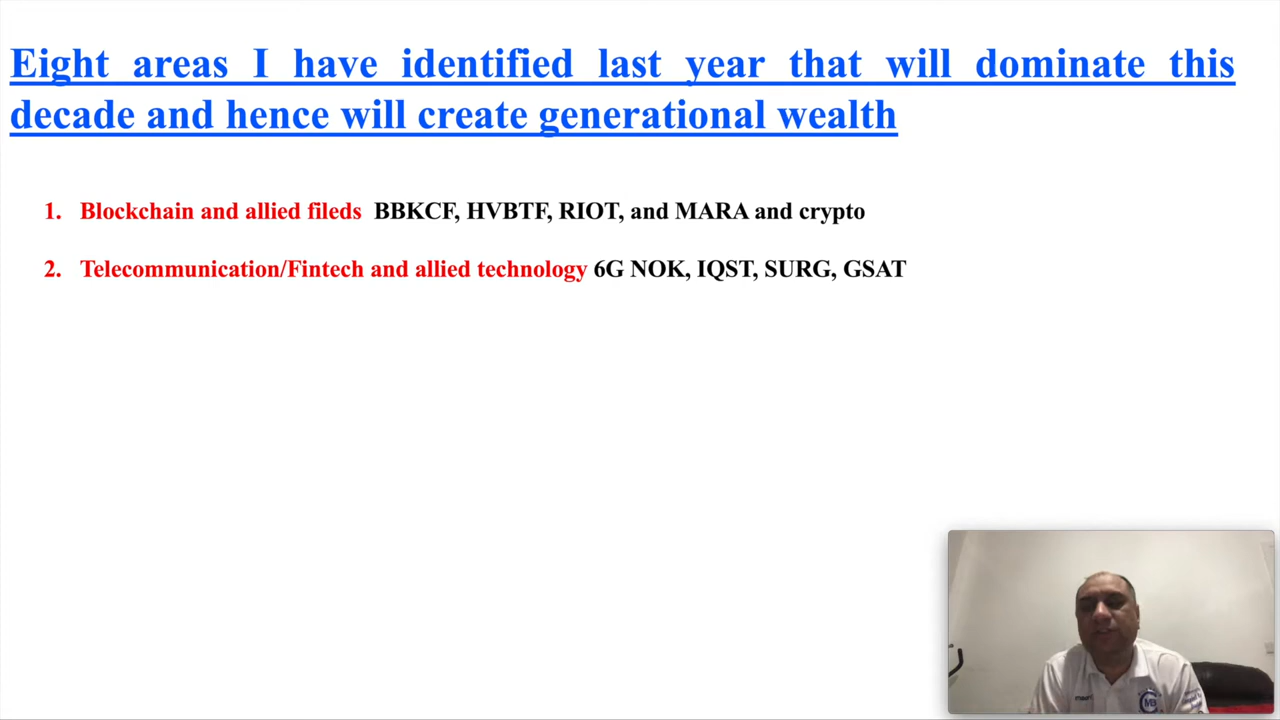 Eight areas I have identified last year that will dominate this
decade and hence will create generational wealth
1. Blockchain and allied fileds BBKCF, HVBTF, RIOT, and MARA and crypto
2. Telecommunication/Fintech and allied technology 6G NOK, IQST, SURG, GSAT